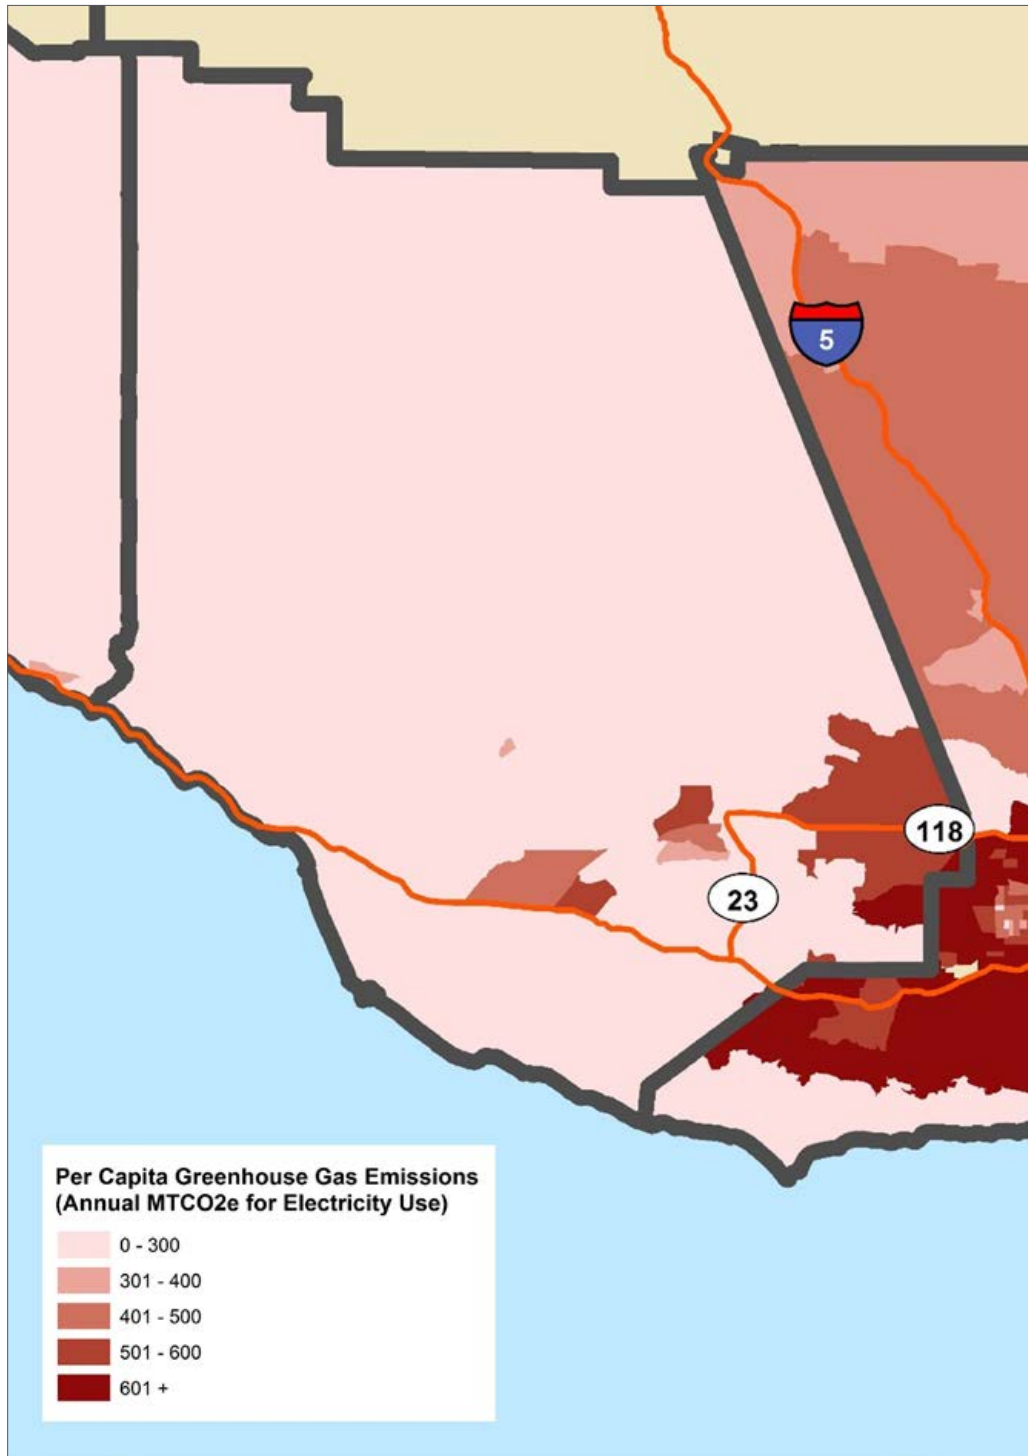 5
118
23
Per Capita Greenhouse Gas Emissions
(Annual MTCO2e for Electricity Use)
0 - 300
301 - 400
401 - 500
501 - 600
601 +